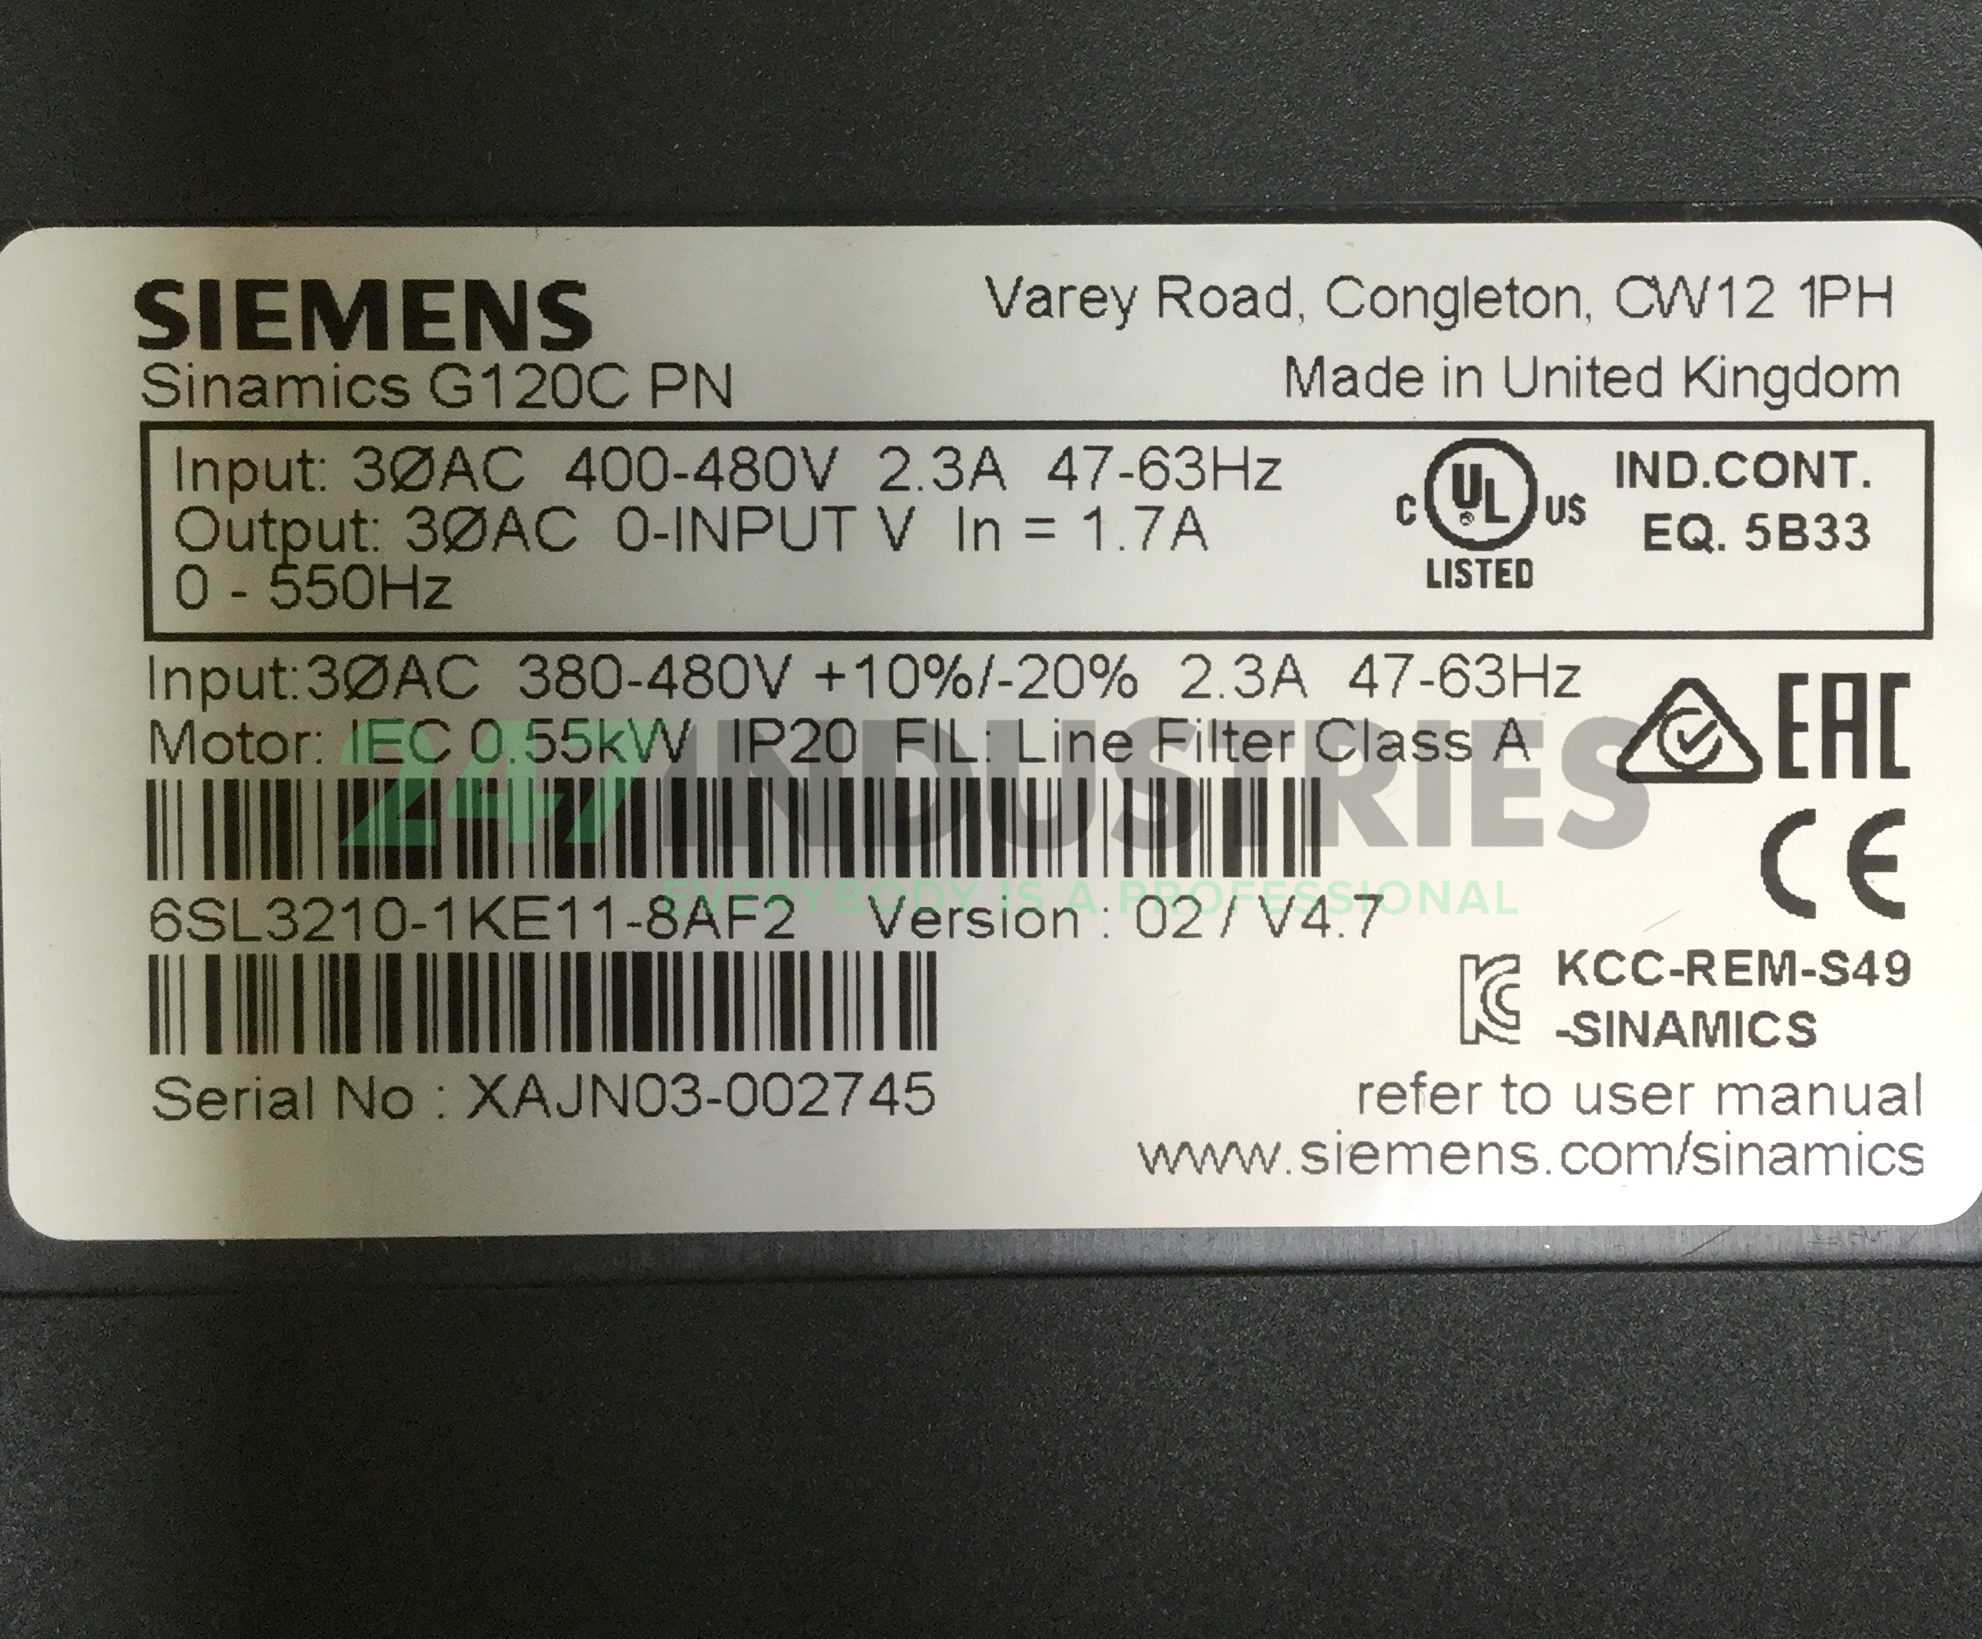 SIEMENS
Varey Road, Congleton, CW12 1PH
Sinamics G120C PN
Made in United Kingdom
Input: 3ØAC 400-480V 2.3A 47-63Hz
Output: 3ØAC 0-INPUT V In = 1.7A
0 - 550Hz
C UL US
LISTED
IND.CONT.
EQ. 5B33
Input:3ØAC 380-480V +10%/-20% 2.3A 47-63Hz
Motor: IEC 0.55kW IP20 FIL: Line Filter Class A
EAC
247 INDUSTRIES
EVERYBODY IS A PROFESSIONAL
CE
6SL3210-1KE11-8AF2 Version : 02 / V4.7
KC
KCC-REM-S49
-SINAMICS
Serial No : XAJN03-002745
refer to user manual
www.siemens.com/sinamics